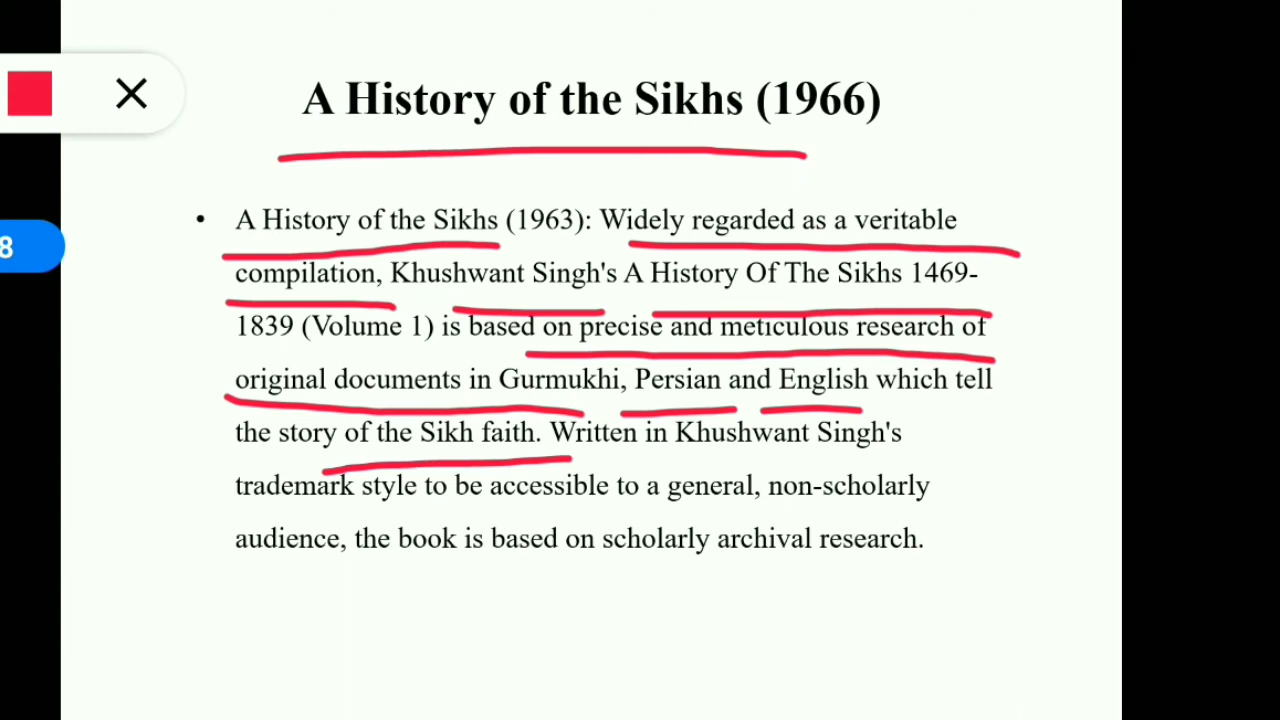 A History of the Sikhs (1966)
8
• A History of the Sikhs (1963): Widely regarded as a veritable
compilation, Khushwant Singh's A History Of The Sikhs 1469-
1839 (Volume 1) is based on precise and meticulous research of
original documents in Gurmukhi, Persian and English which tell
the story of the Sikh faith. Written in Khushwant Singh's
trademark style to be accessible to a general, non-scholarly
audience, the book is based on scholarly archival research.